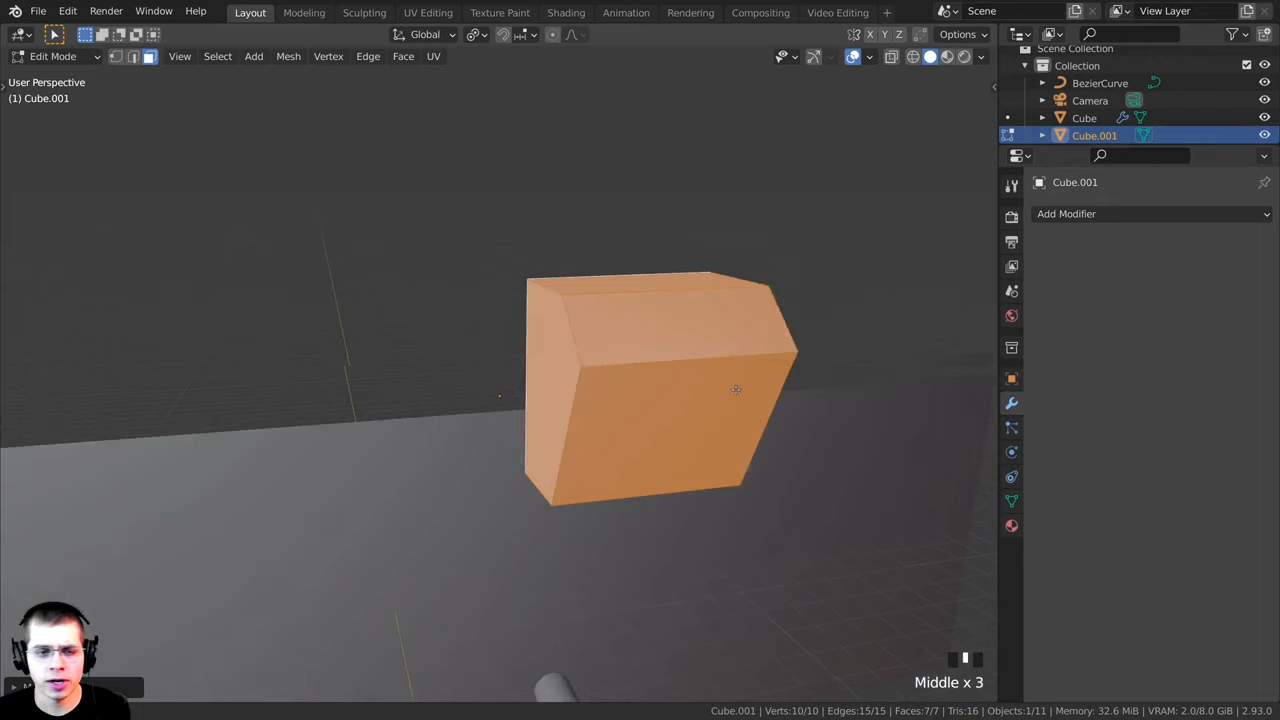 File Edit Render Window Help Layout Modeling Sculpting UV Editing Texture Paint Shading Animation Rendering Compositing Video Editing + Scene View Layer
Global X Y Z Options
Edit Mode View Select Add Mesh Vertex Edge Face UV
Scene Collection
Collection
BezierCurve
Camera
Cube
Cube.001
User Perspective
(1) Cube.001
Cube.001
Add Modifier
Middle x 3
Cube.001 | Verts:10/10 | Edges:15/15 | Faces:7/7 | Tris:16 | Objects:1/11 | Memory: 32.6 MiB | VRAM: 2.0/8.0 GiB | 2.93.0